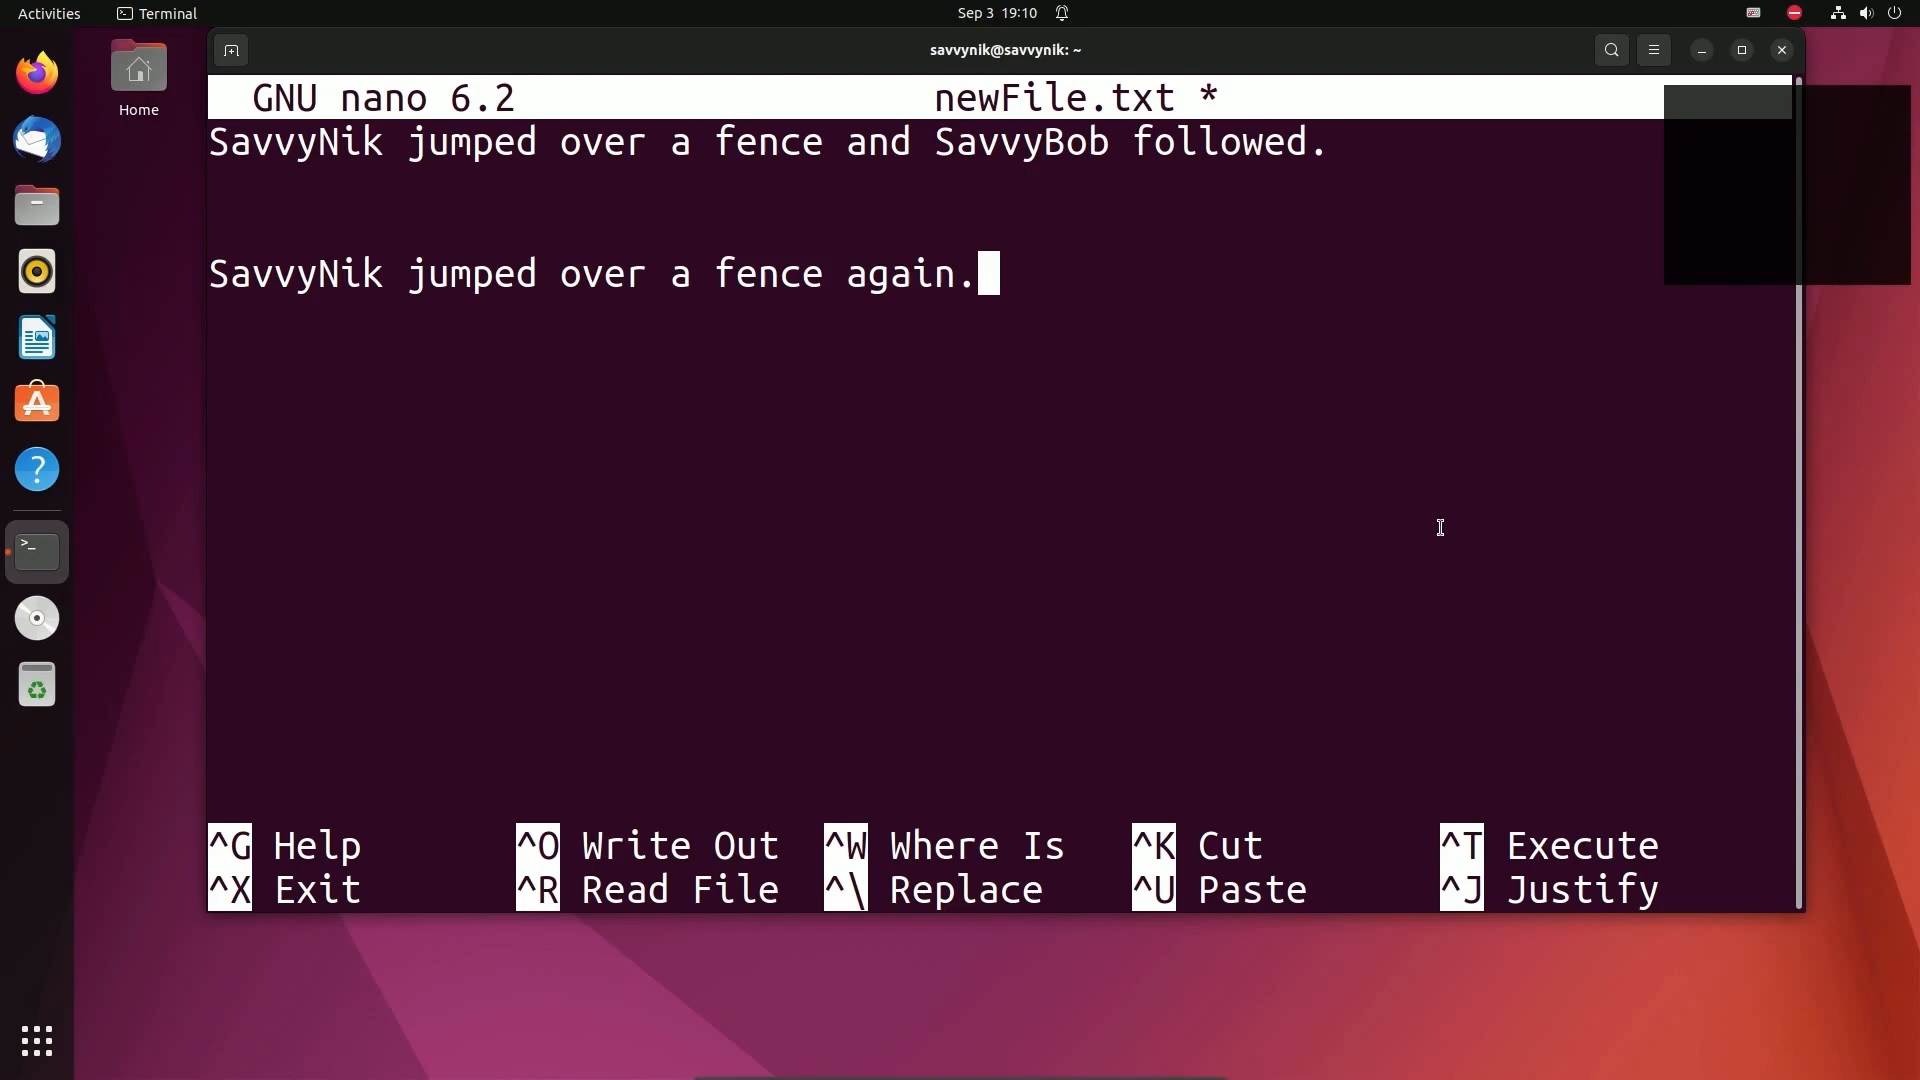 Activities Terminal Sep 3 19:10
Home
savvynik@savvynik: ~
GNU nano 6.2 newFile.txt *
SavvyNik jumped over a fence and SavvyBob followed.
SavvyNik jumped over a fence again.
^G Help ^O Write Out ^W Where Is ^K Cut ^T Execute
^X Exit ^R Read File ^\ Replace ^U Paste ^J Justify